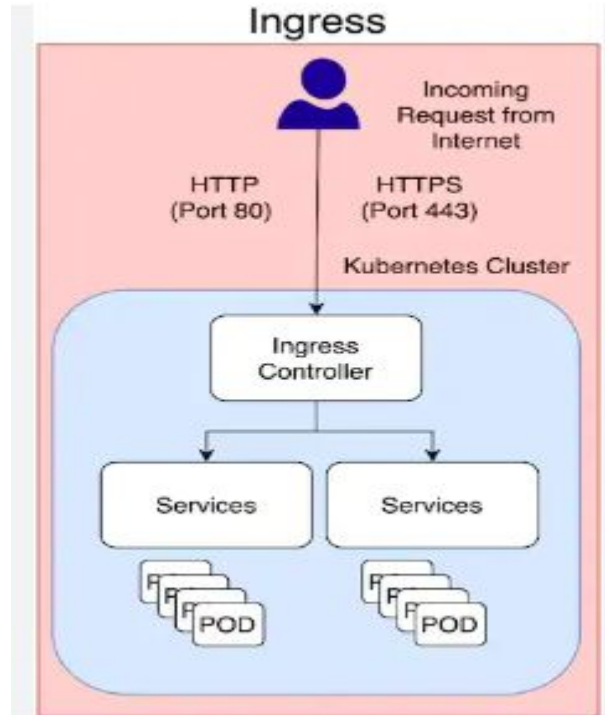 Ingress
Incoming
Request from
Internet
HTTP
(Port 80)
HTTPS
(Port 443)
Kubernetes Cluster
Ingress
Controller
Services
Services
P
P
P
POD
P
P
P
POD